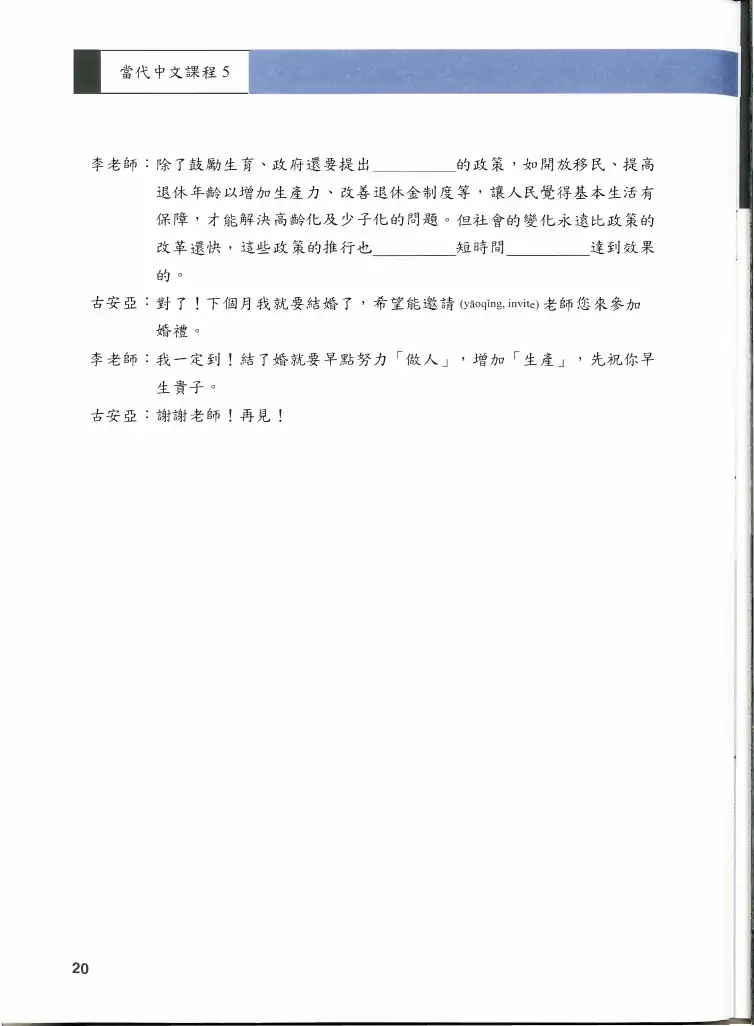 當代中文課程 5
李老師：除了鼓勵生育、政府還要提出___________的政策，如開放移民、提高
退休年齡以增加生產力、改善退休金制度等，讓人民覺得基本生活有
保障，才能解決高齡化及少子化的問題。但社會的變化永遠比政策的
改革還快，這些政策的推行也___________短時間___________達到效果
的。
古安亞：對了！下個月我就要結婚了，希望能邀請 (yāoqǐng, invite) 老師您來參加
婚禮。
李老師：我一定到！結了婚就要早點努力「做人」，增加「生產」，先祝你早
生貴子。
古安亞：謝謝老師！再見！
20